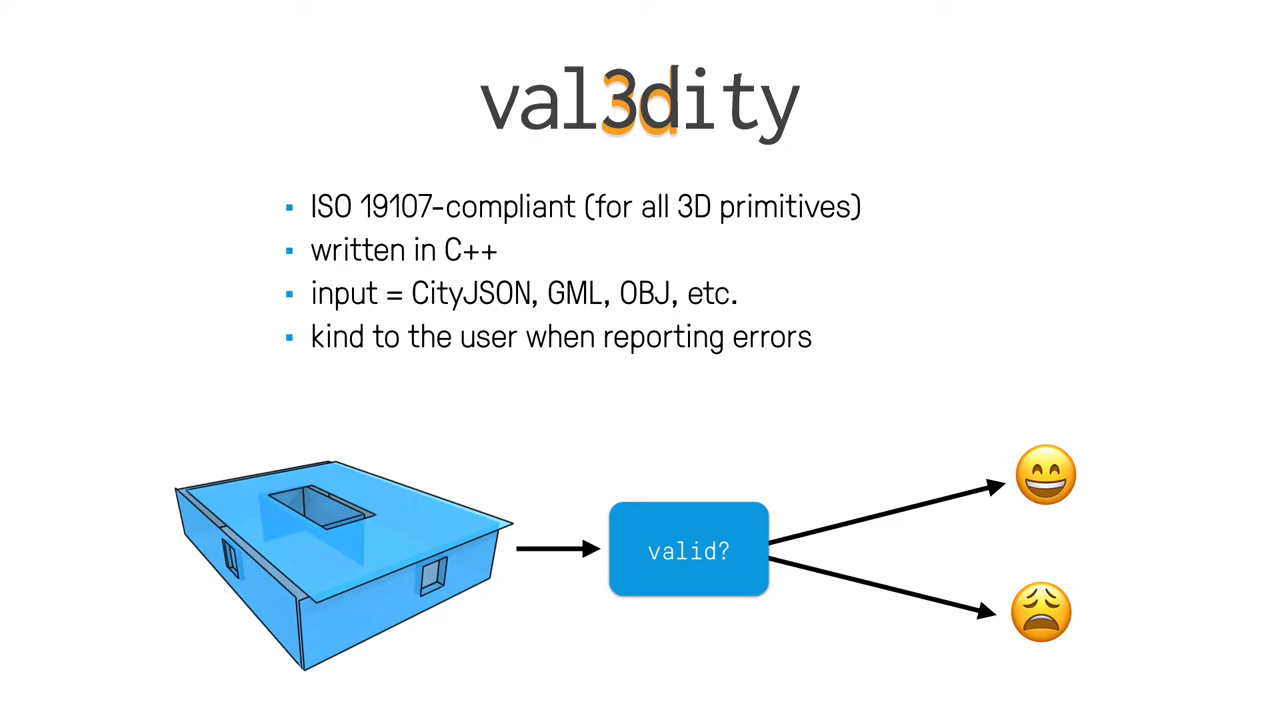 val3dity
▪ ISO 19107-compliant (for all 3D primitives)
▪ written in C++
▪ input = CityJSON, GML, OBJ, etc.
▪ kind to the user when reporting errors
valid?